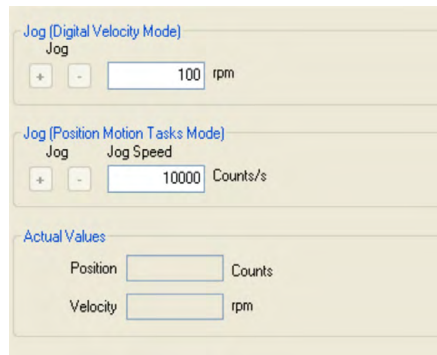 Jog (Digital Velocity Mode)
Jog
+ - 100 rpm
Jog (Position Motion Tasks Mode)
Jog Jog Speed
+ - 10000 Counts/s
Actual Values
Position Counts
Velocity rpm